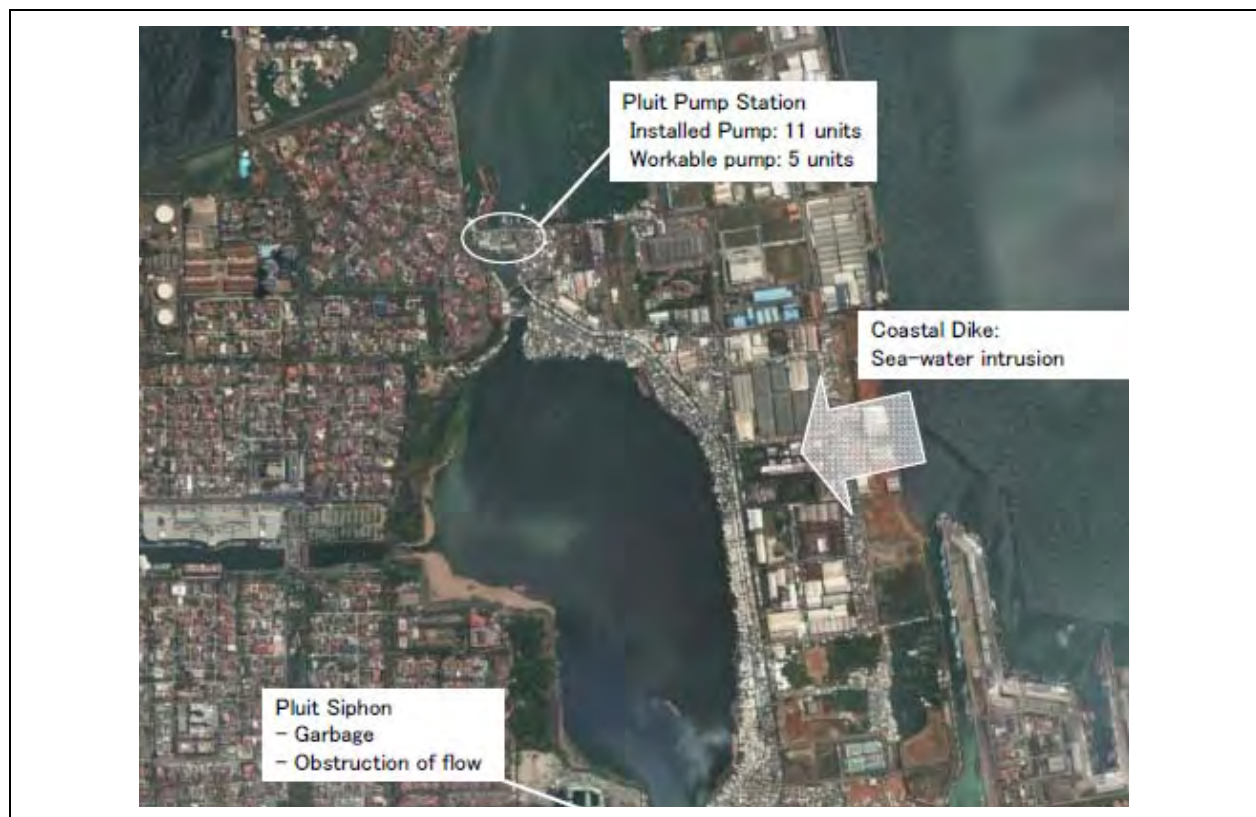 Pluit Pump Station
Installed Pump: 11 units
Workable pump: 5 units
Coastal Dike:
Sea-water intrusion
Pluit Siphon
- Garbage
- Obstruction of flow